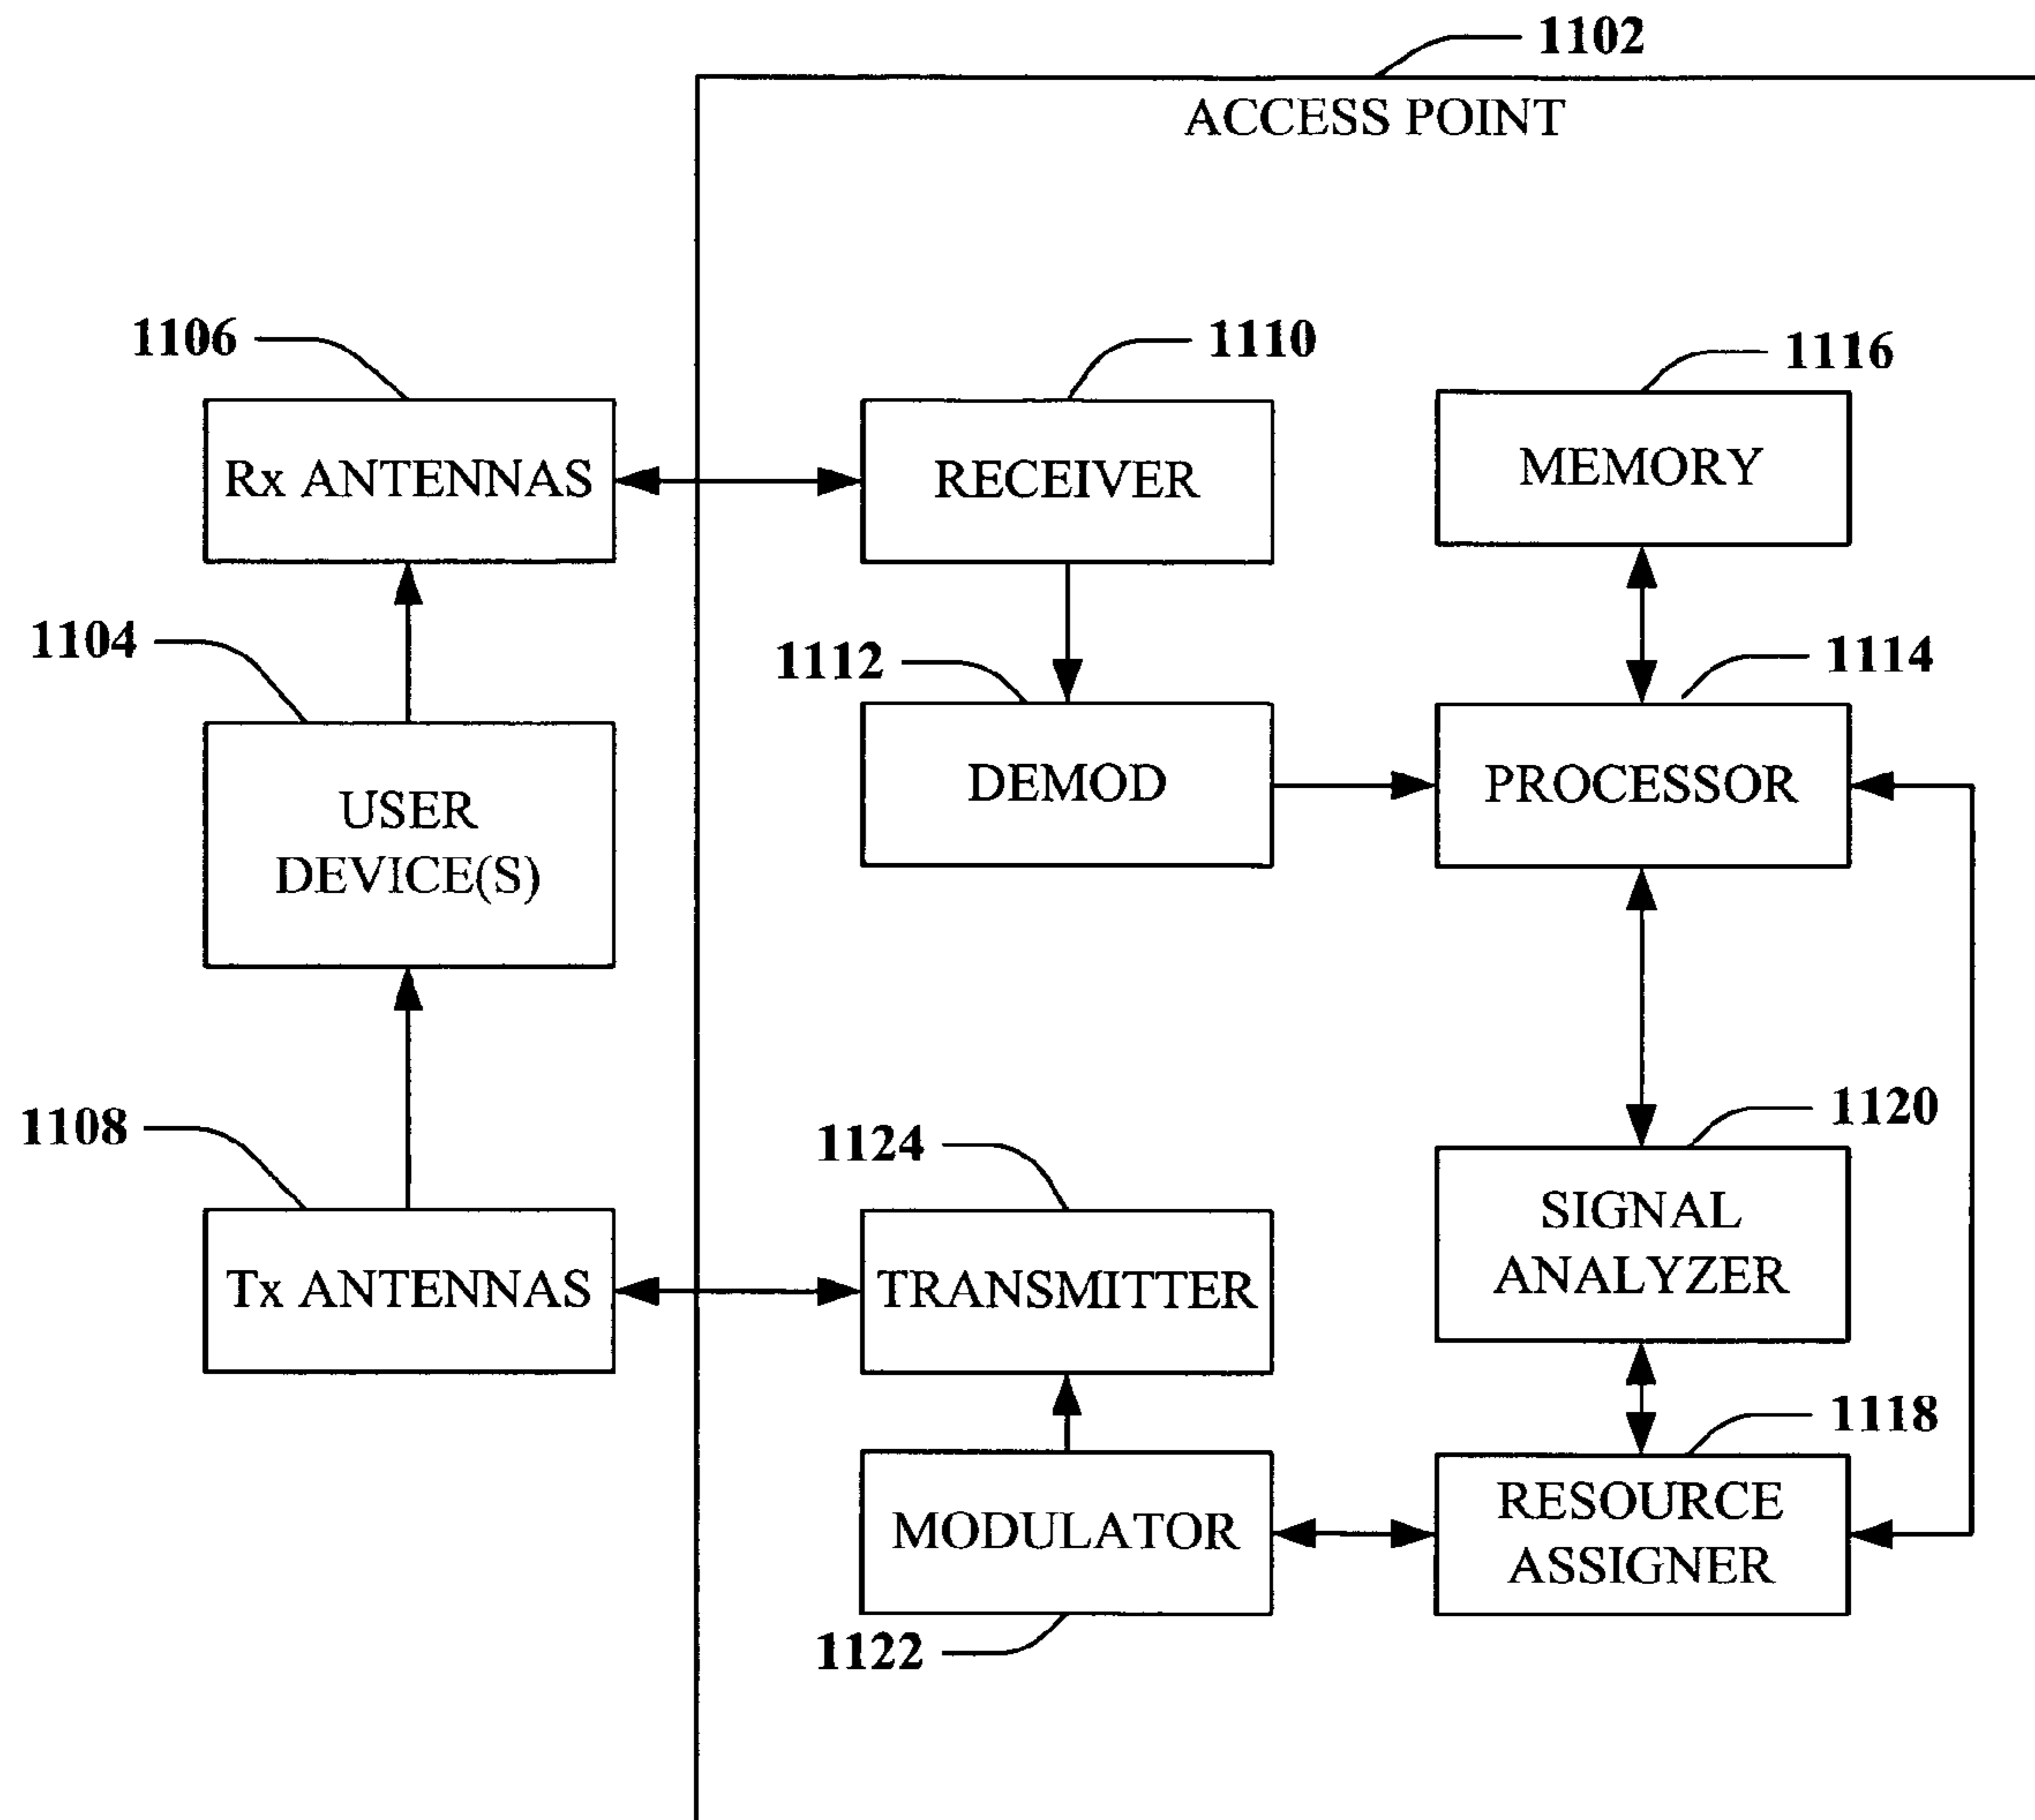 1102
ACCESS POINT
1106
1110
1116
Rx ANTENNAS
RECEIVER
MEMORY
1104
1112
1114
USER
DEVICE(S)
DEMOD
PROCESSOR
1108
1124
1120
Tx ANTENNAS
TRANSMITTER
SIGNAL
ANALYZER
1118
MODULATOR
RESOURCE
ASSIGNER
1122